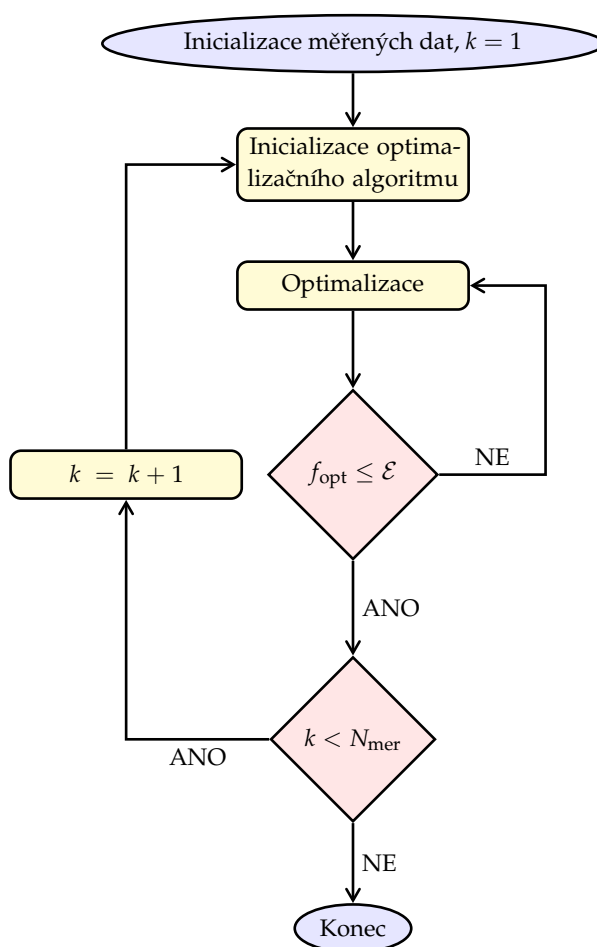 Inicializace měřených dat, k = 1
Inicializace optima-
lizačního algoritmu
Optimalizace
f_opt ≤ ℰ
NE
k = k + 1
ANO
k < N_mer
ANO
NE
Konec